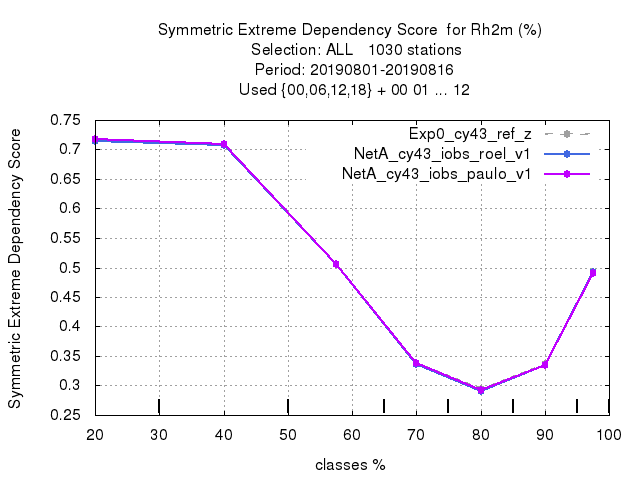 Symmetric Extreme Dependency Score  for Rh2m (%)
Selection: ALL   1030 stations
Period: 20190801-20190816
Used {00,06,12,18} + 00 01 ... 12
Symmetric Extreme Dependency Score
0.75
0.7
0.65
0.6
0.55
0.5
0.45
0.4
0.35
0.3
0.25
Exp0_cy43_ref_z
NetA_cy43_iobs_roel_v1
NetA_cy43_iobs_paulo_v1
20 30 40 50 60 70 80 90 100
classes %